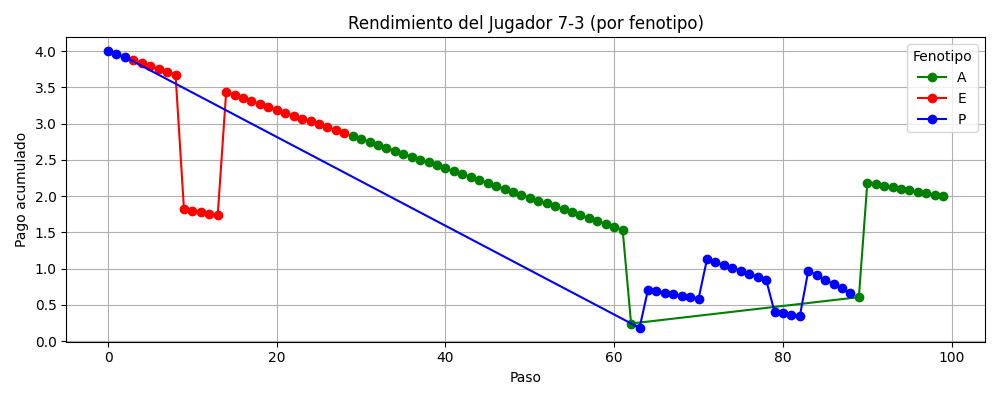 Rendimiento del Jugador 7-3 (por fenotipo)
Pago acumulado
4.0
3.5
3.0
2.5
2.0
1.5
1.0
0.5
0.0
Fenotipo
A
E
P
0 20 40 60 80 100
Paso